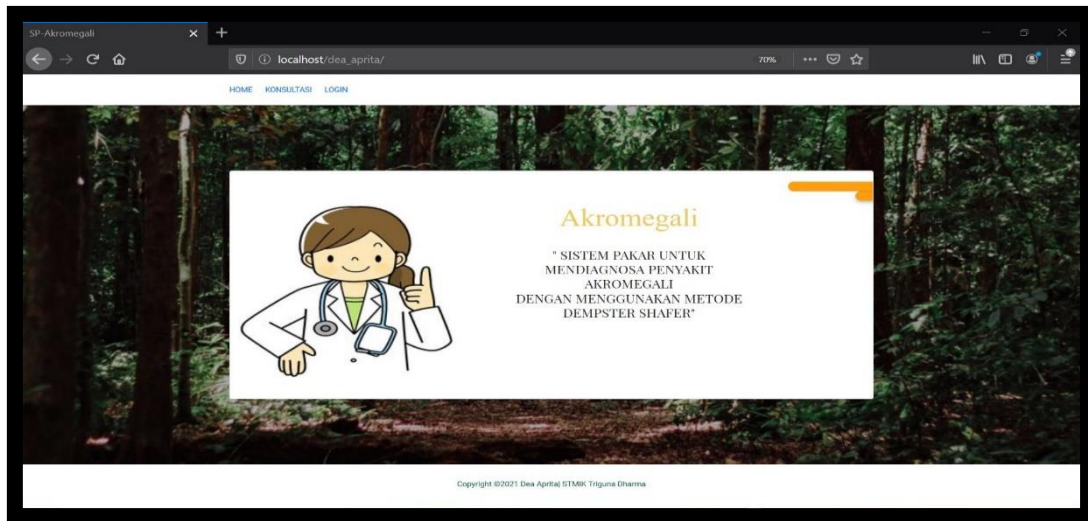 SP-Akromegali
localhost/dea_aprita/
70%
HOME KONSULTASI LOGIN
Akromegali
" SISTEM PAKAR UNTUK
MENDIAGNOSA PENYAKIT
AKROMEGALI
DENGAN MENGGUNAKAN METODE
DEMPSTER SHAFER"
Copyright ©2021 Dea Aprita| STMIK Triguna Dharma